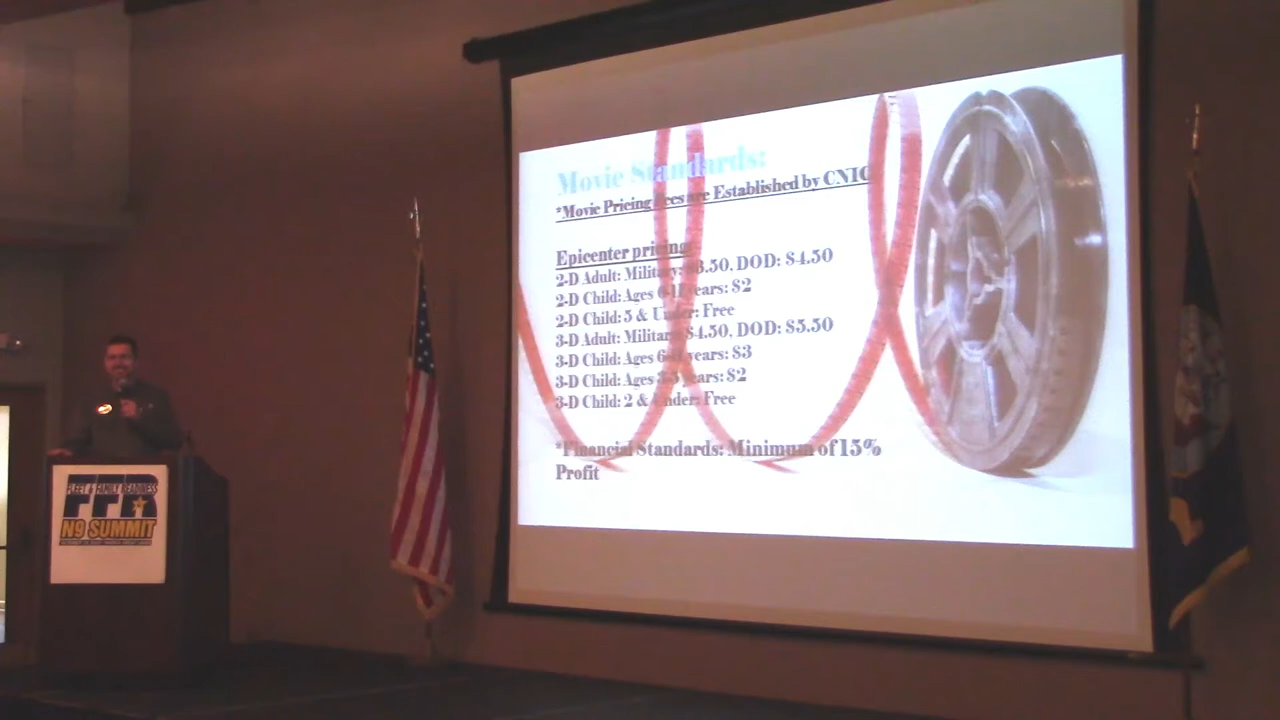 Movie Standards:
*Movie Pricing Fees are Established by CNIC
Epicenter pricing:
2-D Adult: Military: $3.50, DOD: $4.50
2-D Child: Ages 6-11 years: $2
2-D Child: 5 & Under: Free
3-D Adult: Military: $4.50, DOD: $5.50
3-D Child: Ages 6-11 years: $3
3-D Child: Ages 3-5 years: $2
3-D Child: 2 & Under: Free
*Financial Standards: Minimum of 15%
Profit
FLEET & FAMILY READINESS
FFR
N9 SUMMIT